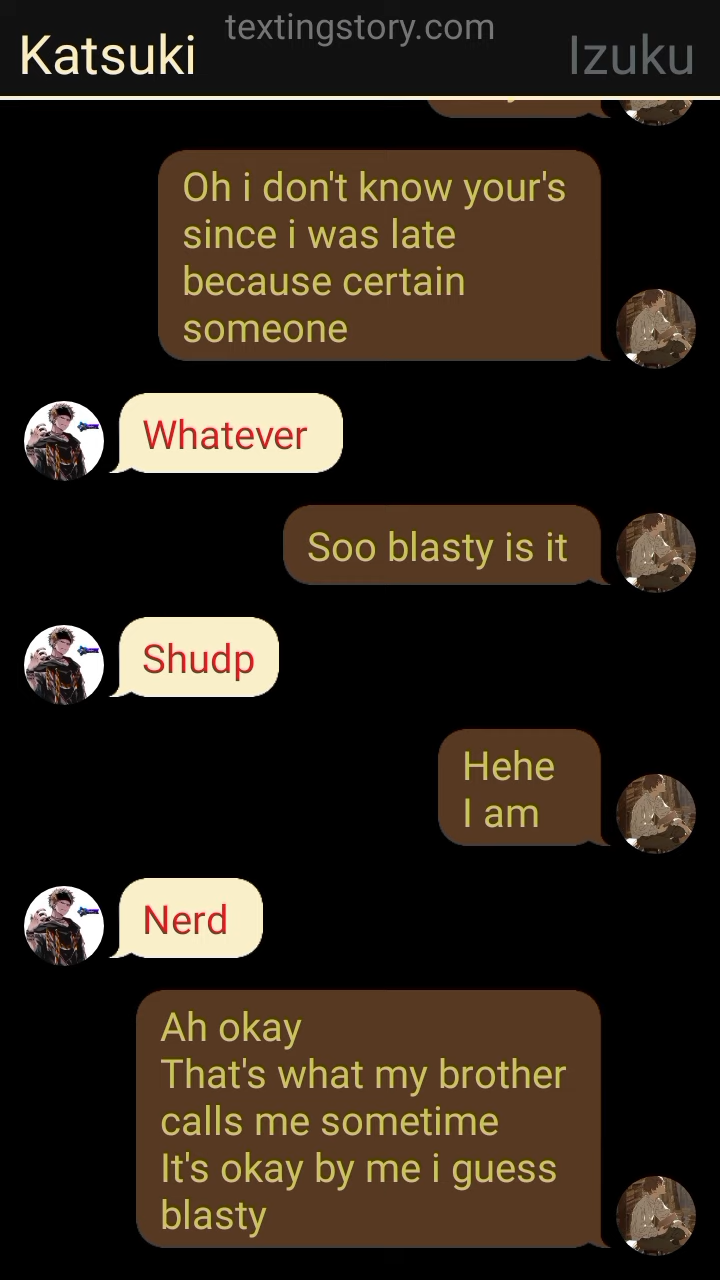 textingstory.com
Katsuki
Izuku
Oh i don't know your's
since i was late
because certain
someone
Whatever
Soo blasty is it
Shudp
Hehe
I am
Nerd
Ah okay
That's what my brother
calls me sometime
It's okay by me i guess
blasty